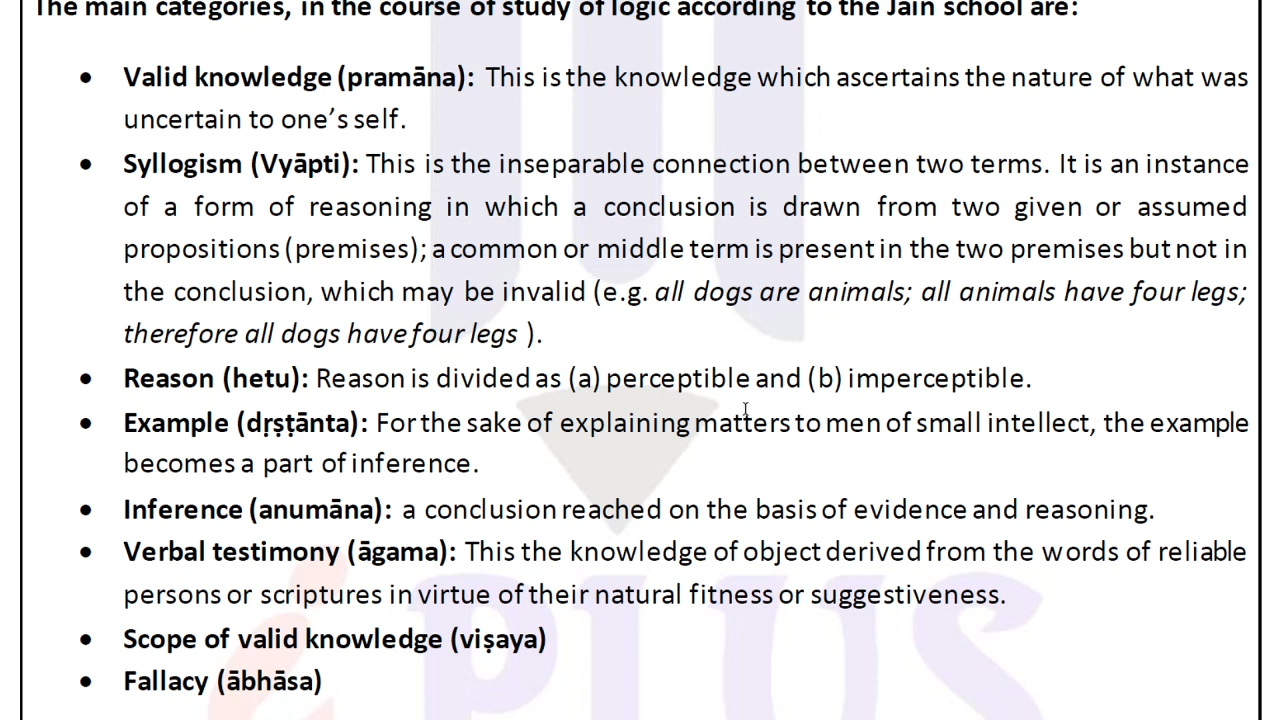 The main categories, in the course of study of logic according to the Jain school are:
• Valid knowledge (pramāna): This is the knowledge which ascertains the nature of what was
uncertain to one's self.
• Syllogism (Vyāpti): This is the inseparable connection between two terms. It is an instance
of a form of reasoning in which a conclusion is drawn from two given or assumed
propositions (premises); a common or middle term is present in the two premises but not in
the conclusion, which may be invalid (e.g. all dogs are animals; all animals have four legs;
therefore all dogs have four legs ).
• Reason (hetu): Reason is divided as (a) perceptible and (b) imperceptible.
• Example (dṛṣṭānta): For the sake of explaining matters to men of small intellect, the example
becomes a part of inference.
• Inference (anumāna): a conclusion reached on the basis of evidence and reasoning.
• Verbal testimony (āgama): This the knowledge of object derived from the words of reliable
persons or scriptures in virtue of their natural fitness or suggestiveness.
• Scope of valid knowledge (viṣaya)
• Fallacy (ābhāsa)
PLUS